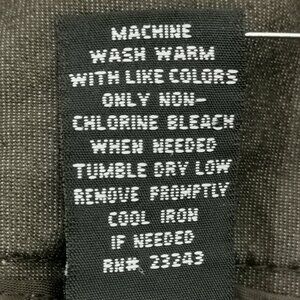 MACHINE
WASH WARM
WITH LIKE COLORS
ONLY NON-
CHLORINE BLEACH
WHEN NEEDED
TUMBLE DRY LOW
REMOVE PROMPTLY
COOL IRON
IF NEEDED
RN# 23243